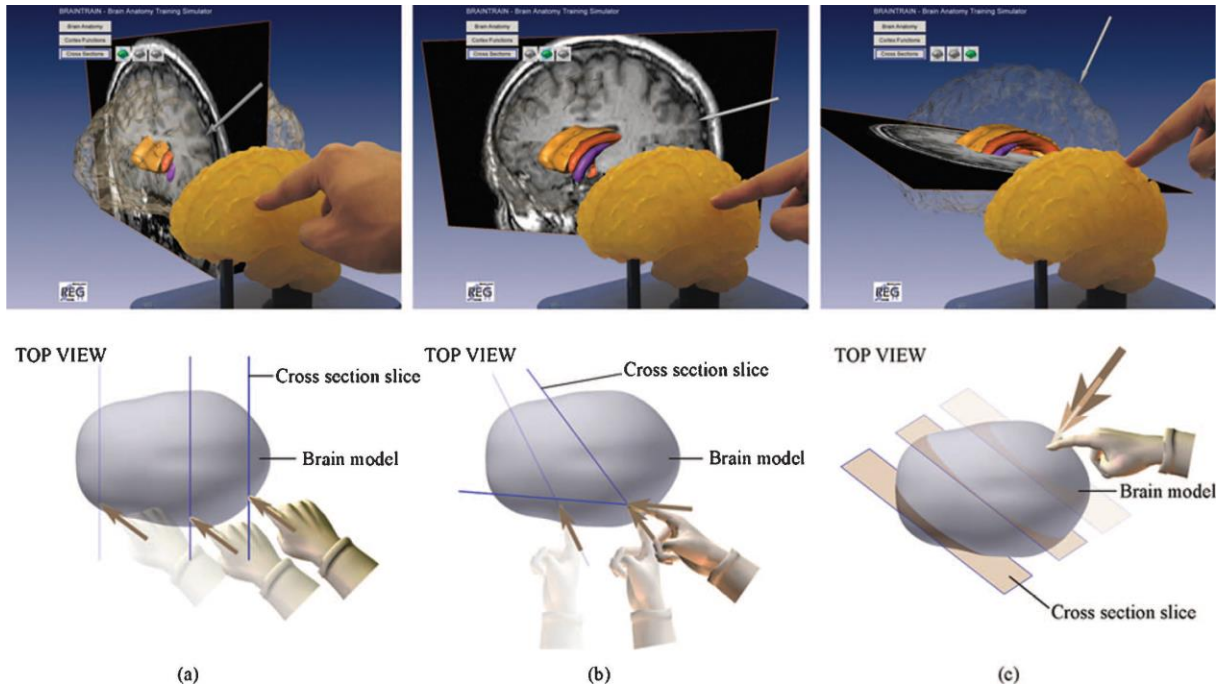 BRAINTRAIN - Brain Anatomy Training Simulator
Brain Anatomy
Cortex Functions
Cross Sections
REG
BRAINTRAIN - Brain Anatomy Training Simulator
Brain Anatomy
Cortex Functions
Cross Sections
REG
BRAINTRAIN - Brain Anatomy Training Simulator
Brain Anatomy
Cortex Functions
Cross Sections
REG
TOP VIEW
Cross section slice
Brain model
(a)
TOP VIEW
Cross section slice
Brain model
(b)
TOP VIEW
Brain model
Cross section slice
(c)